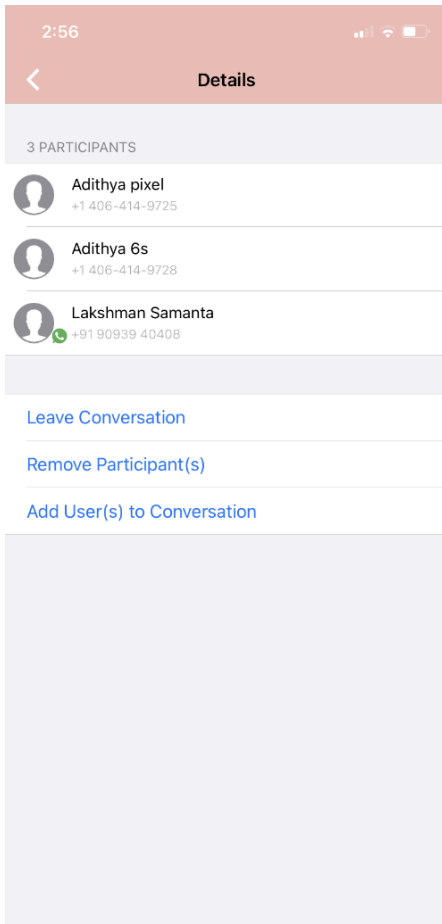 2:56
Details
3 PARTICIPANTS
Adithya pixel
+1 406-414-9725
Adithya 6s
+1 406-414-9728
Lakshman Samanta
+91 90939 40408
Leave Conversation
Remove Participant(s)
Add User(s) to Conversation